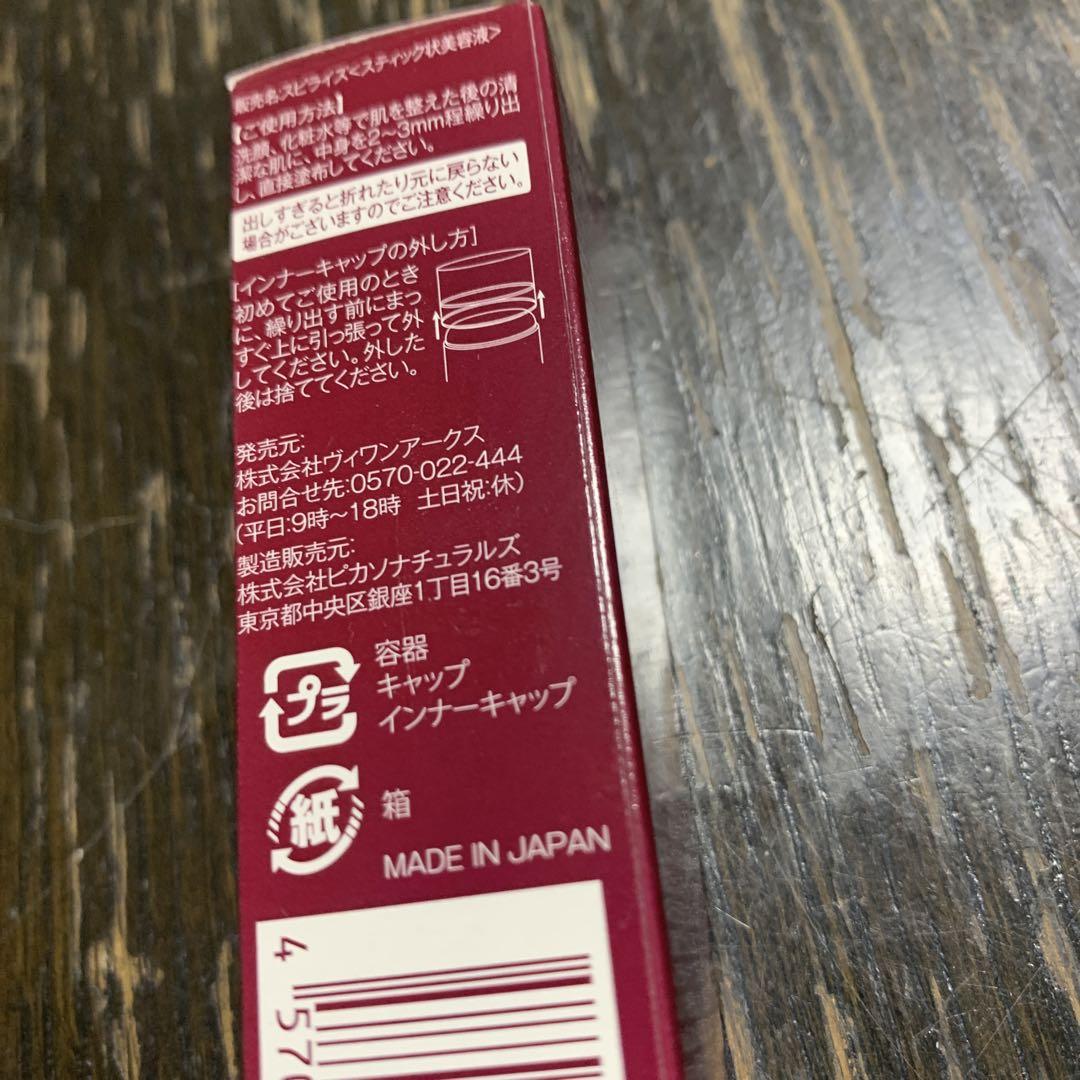 販売名:スピライズ<スティック状美容液>
【ご使用方法】
洗顔、化粧水等で肌を整えた後の清
潔な肌に、中身を2～3mm程繰り出
し、直接塗布してください。
出しすぎると折れたり元に戻らない
場合がございますのでご注意ください。
[インナーキャップの外し方]
初めてご使用のとき
に、繰り出す前にまっ
すぐ上に引っ張って外
してください。外した
後は捨ててください。
発売元:
株式会社ヴィワンアークス
お問合せ先:0570-022-444
(平日:9時～18時 土日祝:休)
製造販売元:
株式会社ピカソナチュラルズ
東京都中央区銀座1丁目16番3号
プラ
容器
キャップ
インナーキャップ
紙
箱
MADE IN JAPAN
4 57